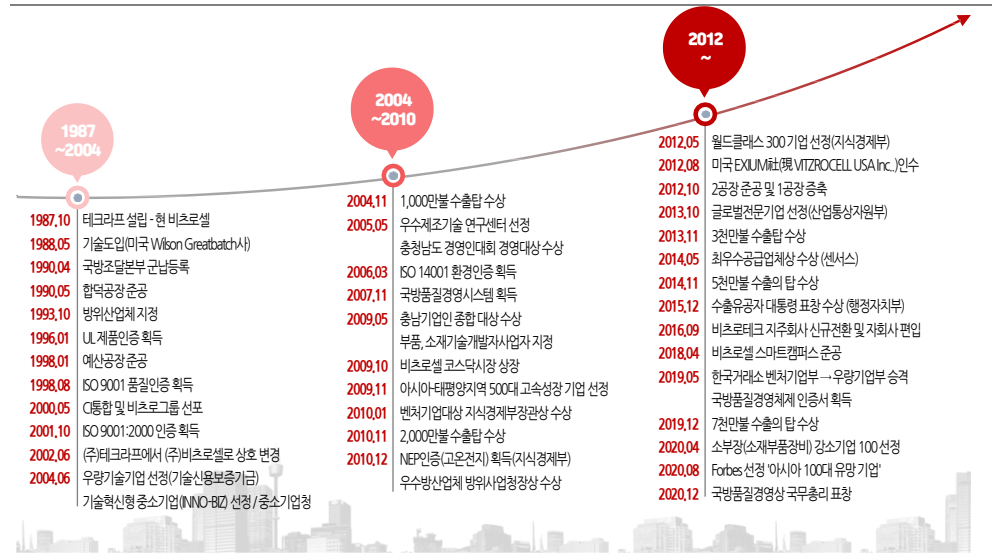 1987
~2004
1987.10 테크라프 설립 - 현 비츠로셀
1988.05 기술도입(미국 Wilson Greatbatch사)
1990.04 국방조달본부 군납등록
1990.05 합덕공장 준공
1993.10 방위산업체 지정
1996.01 UL 제품인증 획득
1998.01 예산공장 준공
1998.08 ISO 9001 품질인증 획득
2000.05 CI통합 및 비츠로그룹 선포
2001.10 ISO 9001:2000 인증 획득
2002.06 (주)테크라프에서 (주)비츠로셀로 상호 변경
2004.06 우량기술기업 선정(기술신용보증기금)
기술혁신형 중소기업(INNO-BIZ) 선정 / 중소기업청
2004
~2010
2004.11 1,000만불 수출탑 수상
2005.05 우수제조기술 연구센터 선정
충청남도 경영인대회 경영대상 수상
2006.03 ISO 14001 환경인증 획득
2007.11 국방품질경영시스템 획득
2009.05 충남기업인 종합 대상 수상
부품, 소재기술개발자사업자 지정
2009.10 비츠로셀 코스닥시장 상장
2009.11 아시아-태평양지역 500대 고속성장 기업 선정
2010.01 벤처기업대상 지식경제부장관상 수상
2010.11 2,000만불 수출탑 수상
2010.12 NEP인증(고온전지) 획득(지식경제부)
우수방산업체 방위사업청장상 수상
2012
~
2012.05 월드클래스 300 기업 선정(지식경제부)
2012.08 미국 EXIUM社(現 VITZROCELL USA Inc.,)인수
2012.10 2공장 준공 및 1공장 증축
2013.10 글로벌전문기업 선정(산업통상자원부)
2013.11 3천만불 수출탑 수상
2014.05 최우수공급업체상 수상 (센서스)
2014.11 5천만불 수출의 탑 수상
2015.12 수출유공자 대통령 표창 수상 (행정자치부)
2016.09 비츠로테크 지주회사 신규전환 및 자회사 편입
2018.04 비츠로셀 스마트캠퍼스 준공
2019.05 한국거래소 벤처기업부 → 우량기업부 승격
국방품질경영체제 인증서 획득
2019.12 7천만불 수출의 탑 수상
2020.04 소부장(소재부품장비) 강소기업 100 선정
2020.08 Forbes 선정 '아시아 100대 유망 기업'
2020.12 국방품질경영상 국무총리 표창